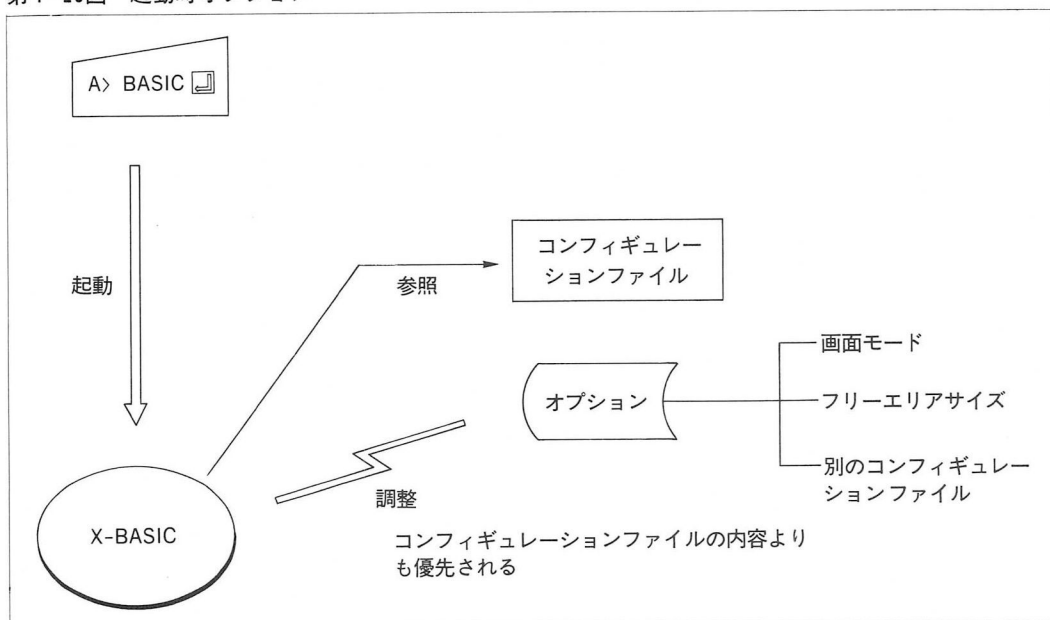 A> BASIC
起動
参照
コンフィギュレー
ションファイル
オプション
画面モード
フリーエリアサイズ
別のコンフィギュレー
ションファイル
調整
X-BASIC
コンフィギュレーションファイルの内容より
も優先される